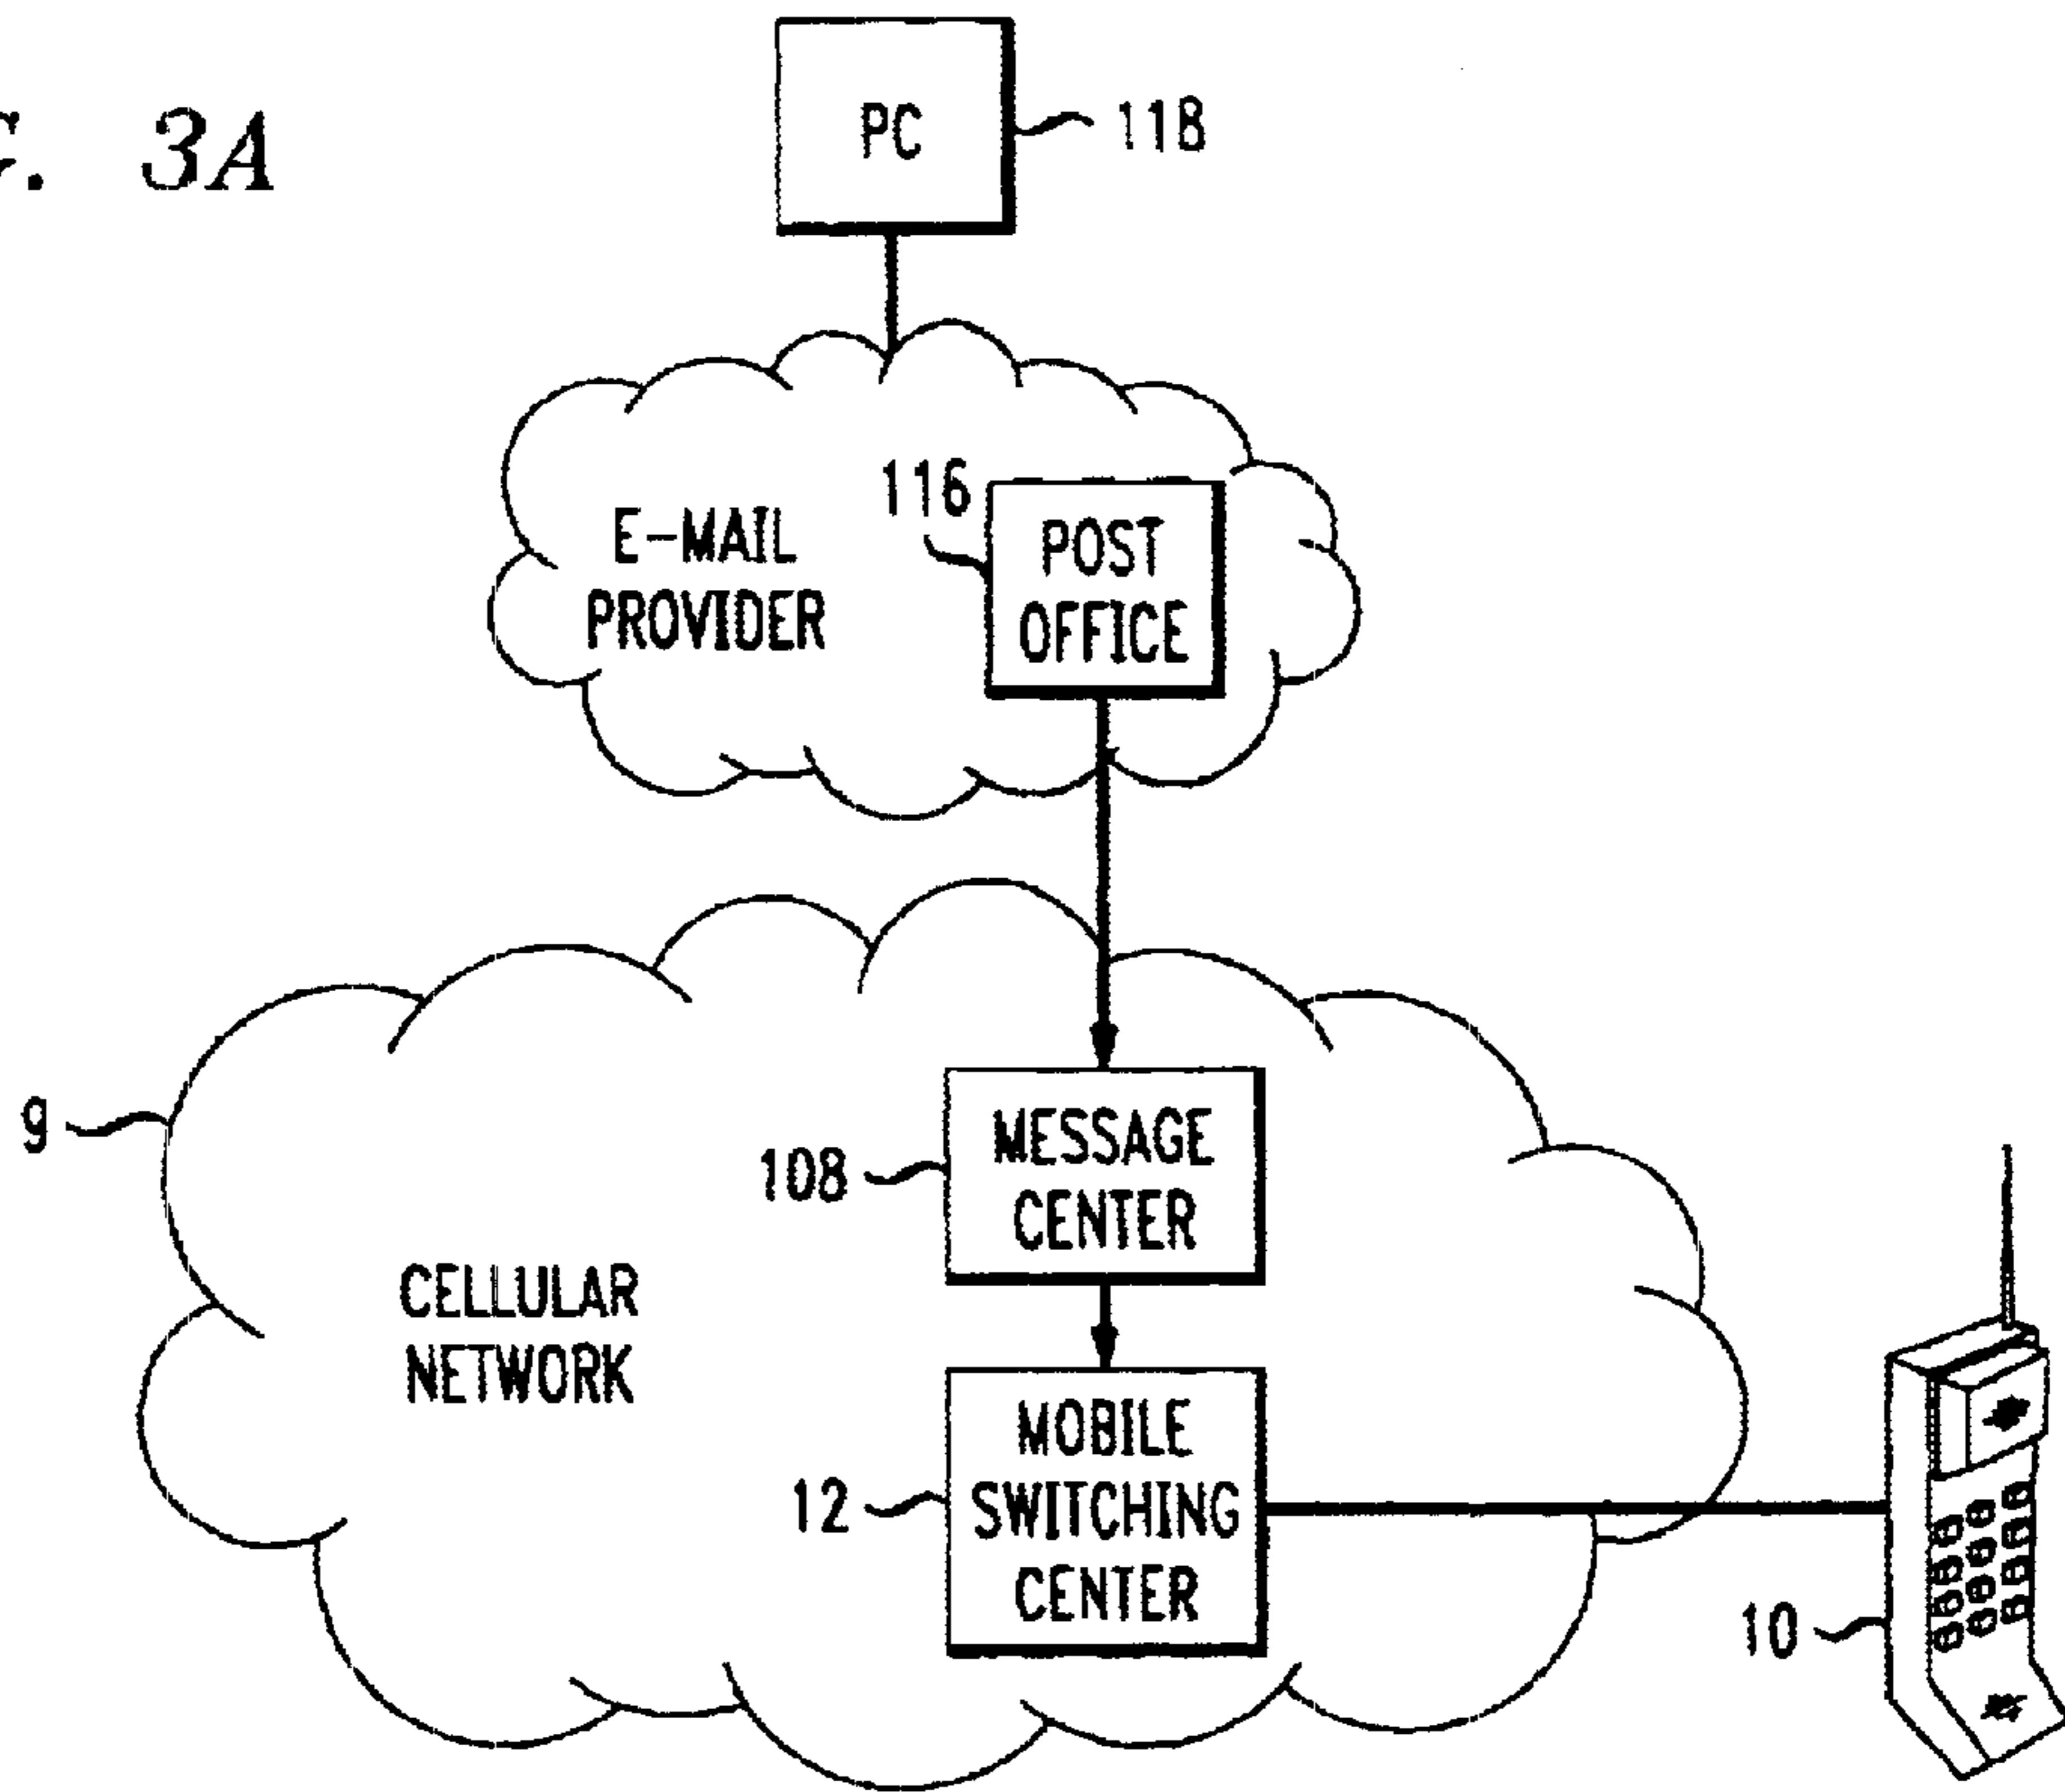 3A
PC
118
116
E-MAIL
PROVIDER
POST
OFFICE
9
108
MESSAGE
CENTER
CELLULAR
NETWORK
12
MOBILE
SWITCHING
CENTER
10